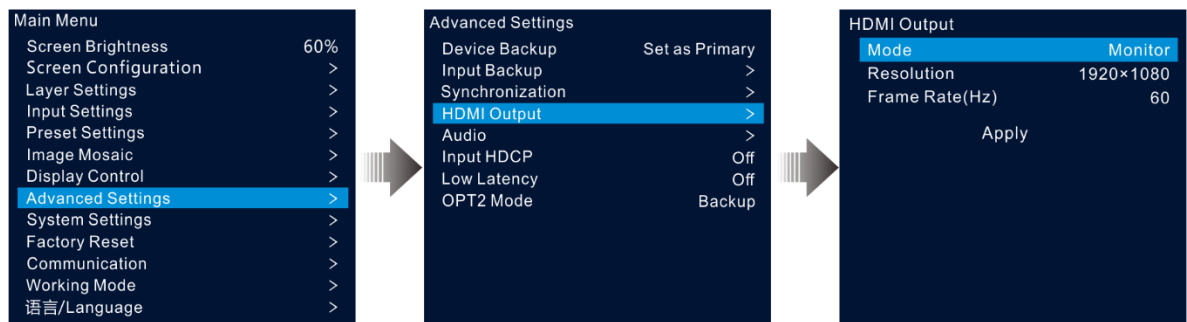 Main Menu
Screen Brightness 60%
Screen Configuration >
Layer Settings >
Input Settings >
Preset Settings >
Image Mosaic >
Display Control >
Advanced Settings >
System Settings >
Factory Reset >
Communication >
Working Mode >
语言/Language >
Advanced Settings
Device Backup Set as Primary
Input Backup >
Synchronization >
HDMI Output >
Audio >
Input HDCP Off
Low Latency Off
OPT2 Mode Backup
HDMI Output
Mode Monitor
Resolution 1920×1080
Frame Rate(Hz) 60
Apply